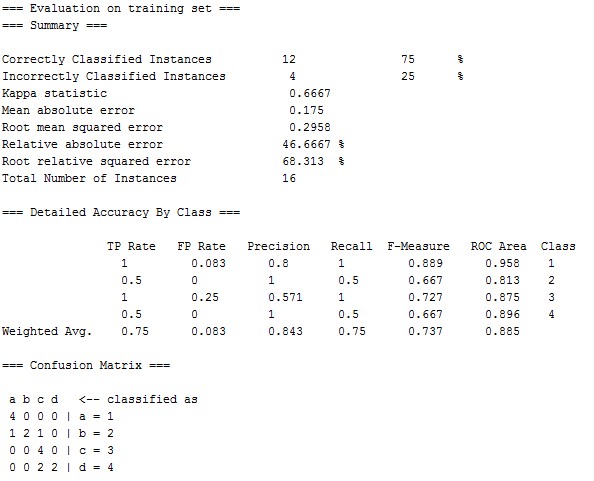 === Evaluation on training set ===
=== Summary ===
Correctly Classified Instances 12 75 %
Incorrectly Classified Instances 4 25 %
Kappa statistic 0.6667
Mean absolute error 0.175
Root mean squared error 0.2958
Relative absolute error 46.6667 %
Root relative squared error 68.313 %
Total Number of Instances 16
=== Detailed Accuracy By Class ===
TP Rate FP Rate Precision Recall F-Measure ROC Area Class
1 0.083 0.8 1 0.889 0.958 1
0.5 0 1 0.5 0.667 0.813 2
1 0.25 0.571 1 0.727 0.875 3
0.5 0 1 0.5 0.667 0.896 4
Weighted Avg. 0.75 0.083 0.843 0.75 0.737 0.885
=== Confusion Matrix ===
a b c d <-- classified as
4 0 0 0 | a = 1
1 2 1 0 | b = 2
0 0 4 0 | c = 3
0 0 2 2 | d = 4